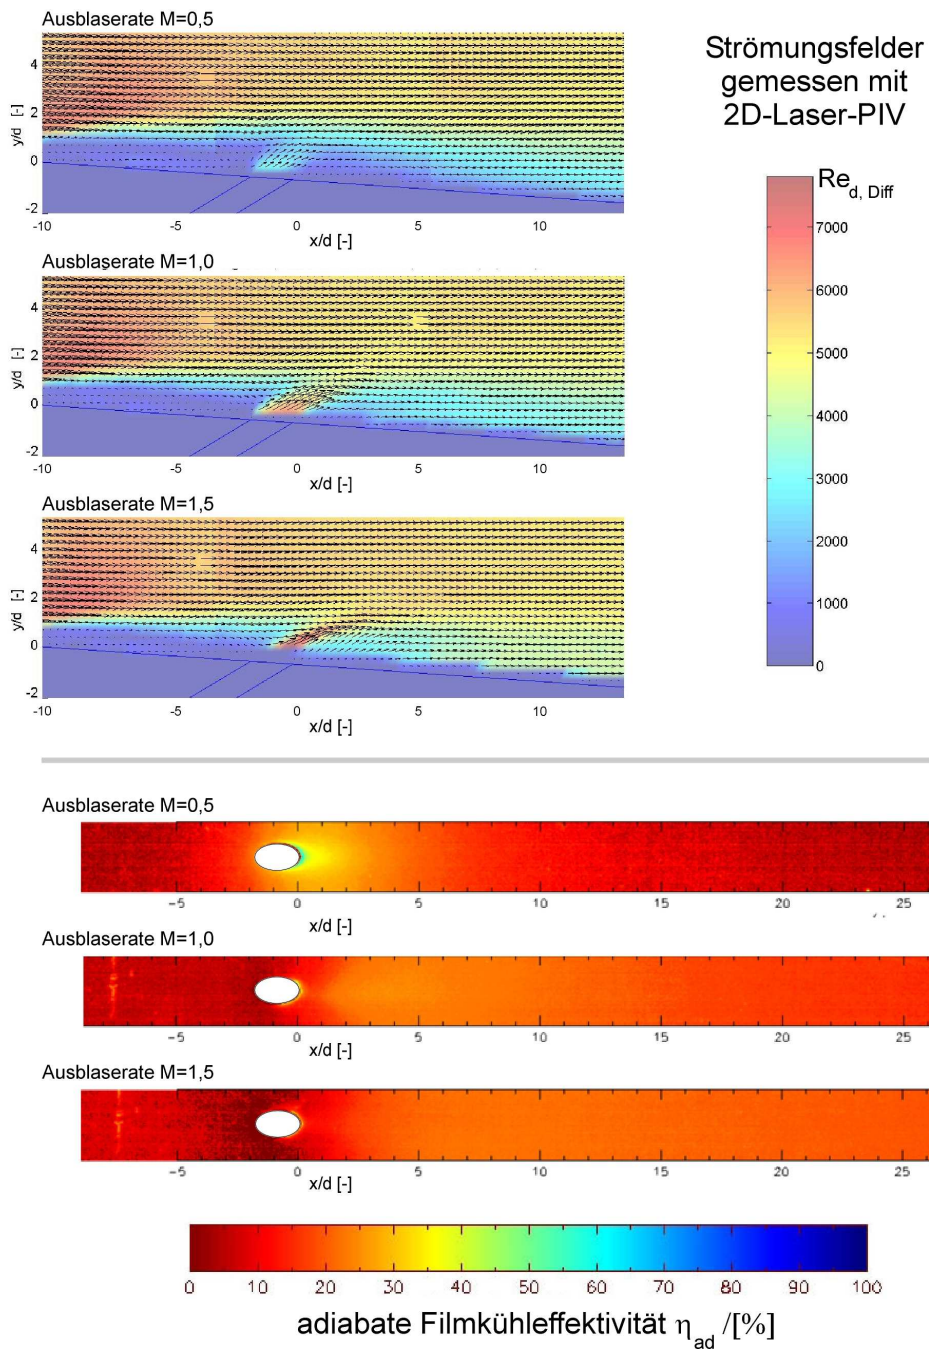 Ausblaserate M=0,5
Strömungsfelder
gemessen mit
2D-Laser-PIV
y/d [-]
4
2
0
-2
-10 -5 0 5 10
x/d [-]
Re d, Diff
7000
6000
5000
4000
3000
2000
1000
0
Ausblaserate M=1,0
y/d [-]
4
2
0
-2
-10 -5 0 5 10
x/d [-]
Ausblaserate M=1,5
y/d [-]
4
2
0
-2
-10 -5 0 5 10
x/d [-]
Ausblaserate M=0,5
-5 0 5 10 15 20 25
x/d [-]
Ausblaserate M=1,0
0 5 10 15 20 25
x/d [-]
Ausblaserate M=1,5
-5 0 5 10 15 20 25
x/d [-]
0 10 20 30 40 50 60 70 80 90 100
adiabate Filmkühleffektivität η ad /[%]